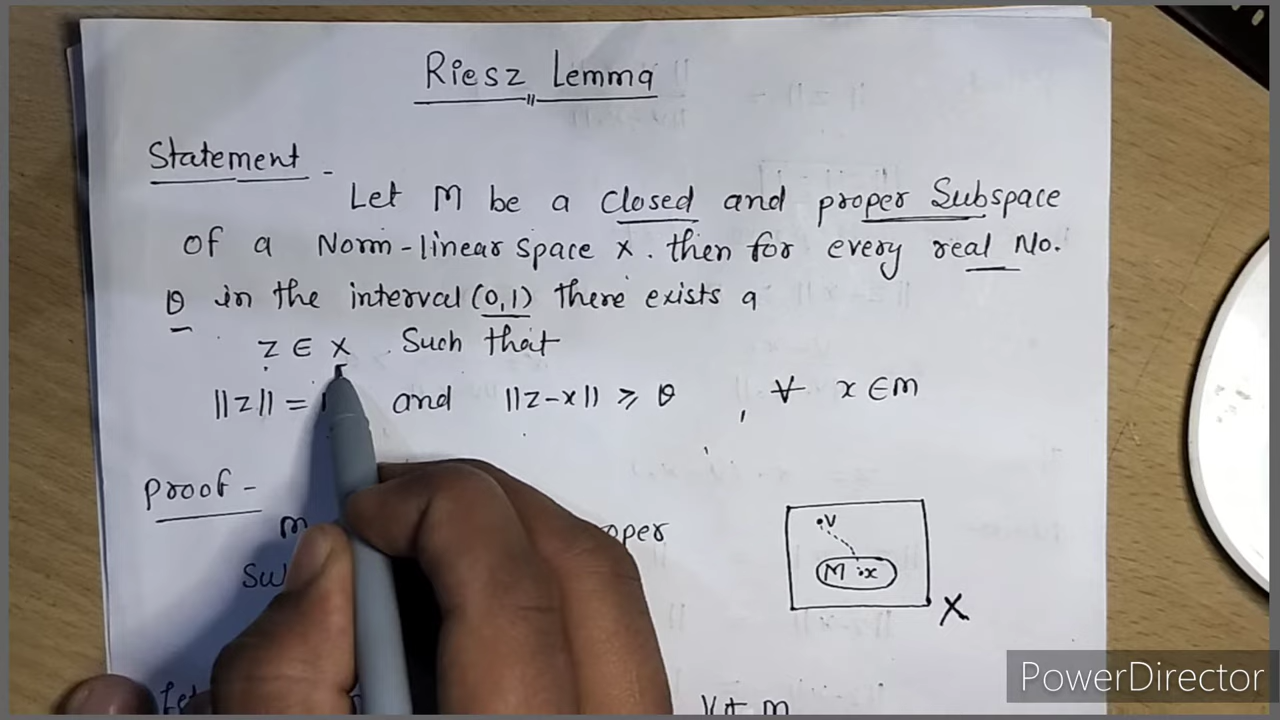 Riesz Lemma
Statement -
Let M be a closed and proper Subspace
of a Norm-linear space X. then for every real No.
θ in the interval (0,1) there exists a
z ∈ X. Such that
||z|| = 1 and ||z-x|| ≥ θ, ∀ x ∈ M
Proof -
.v
M .x
X
PowerDirector